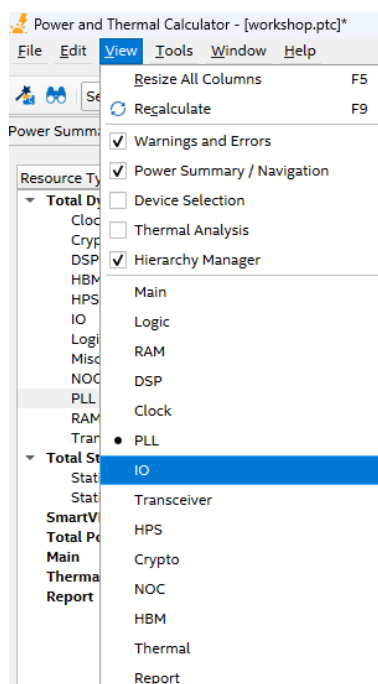 Power and Thermal Calculator - [workshop.ptc]*
File Edit View Tools Window Help
Resize All Columns F5
Recalculate F9
Warnings and Errors
Power Summary / Navigation
Device Selection
Thermal Analysis
Hierarchy Manager
Main
Logic
RAM
DSP
Clock
PLL
IO
Transceiver
HPS
Crypto
NOC
HBM
Thermal
Report
Se
Power Summa
Resource Ty
Total Dy
Cloc
Cryp
DSP
HBM
HPS
IO
Logi
Misc
NOC
PLL
RAM
Tran
Total St
Stati
Stati
SmartVI
Total Po
Main
Therma
Report